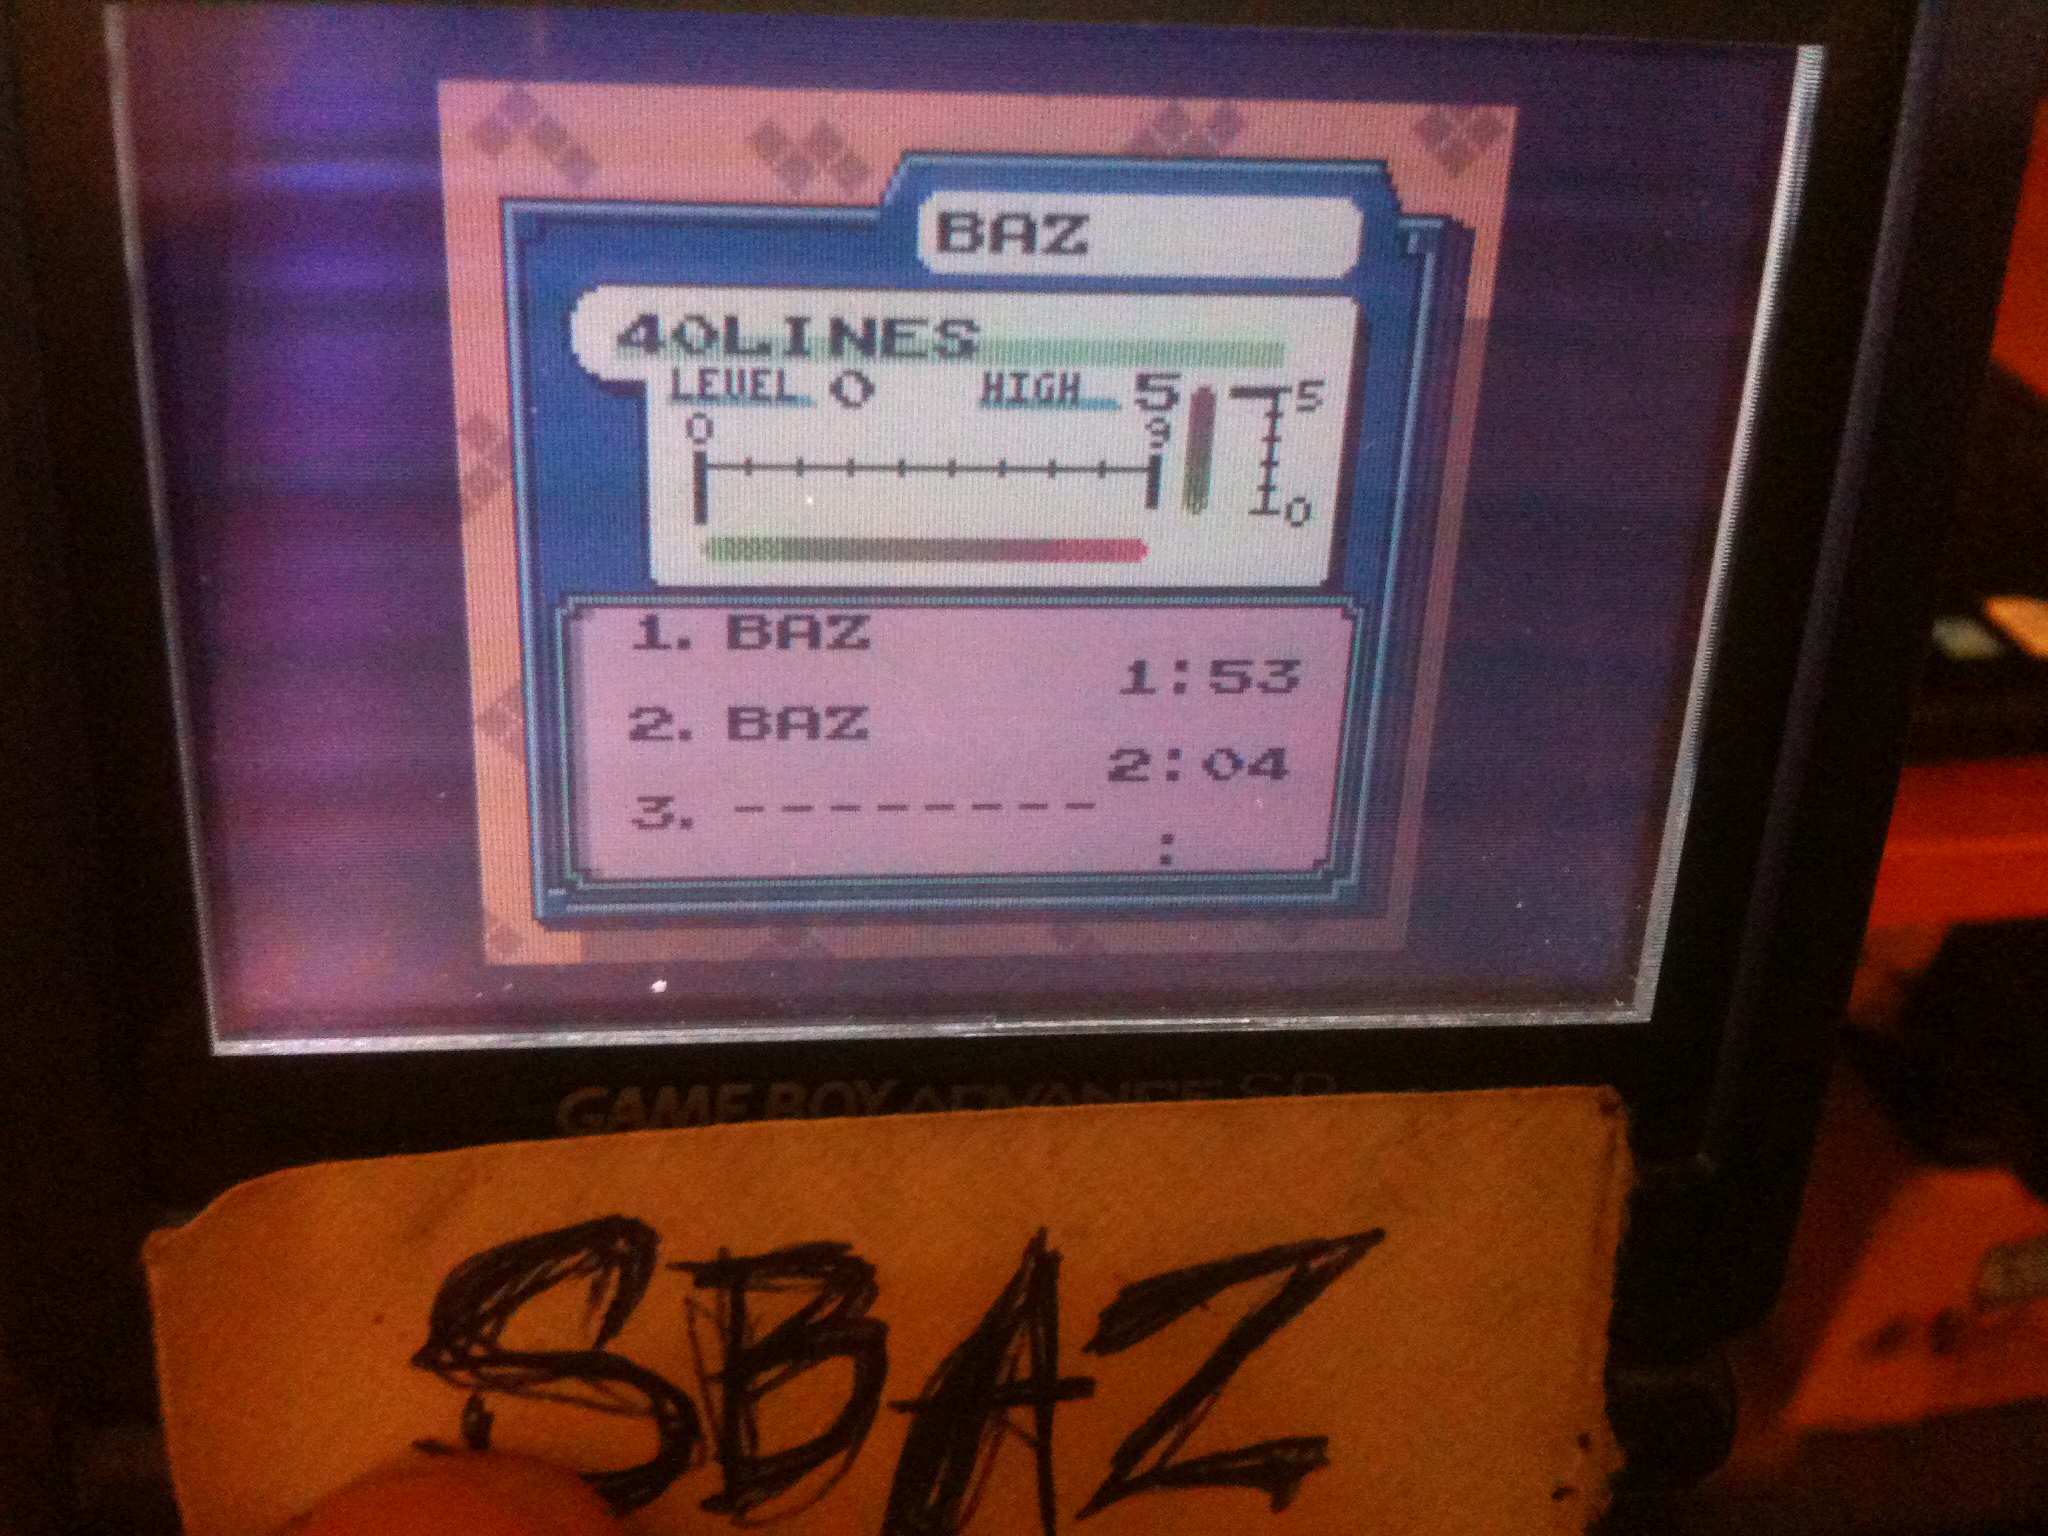 BAZ
40LINES
LEVEL 0 HIGH 5 5
0 9
0
1. BAZ
1:53
2. BAZ
2:04
3. --------
:
GAME BOY ADVANCE SP
SBAZ